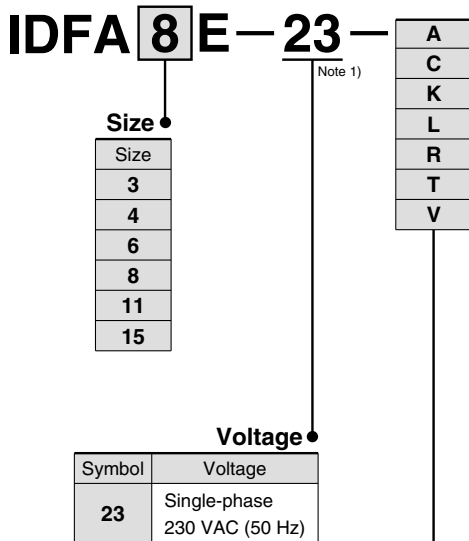 IDFA 8 E — 23 —
Note 1)
A
C
K
L
R
T
V
Size
Size
3
4
6
8
11
15
Voltage
Symbol Voltage
23 Single-phase
230 VAC (50 Hz)